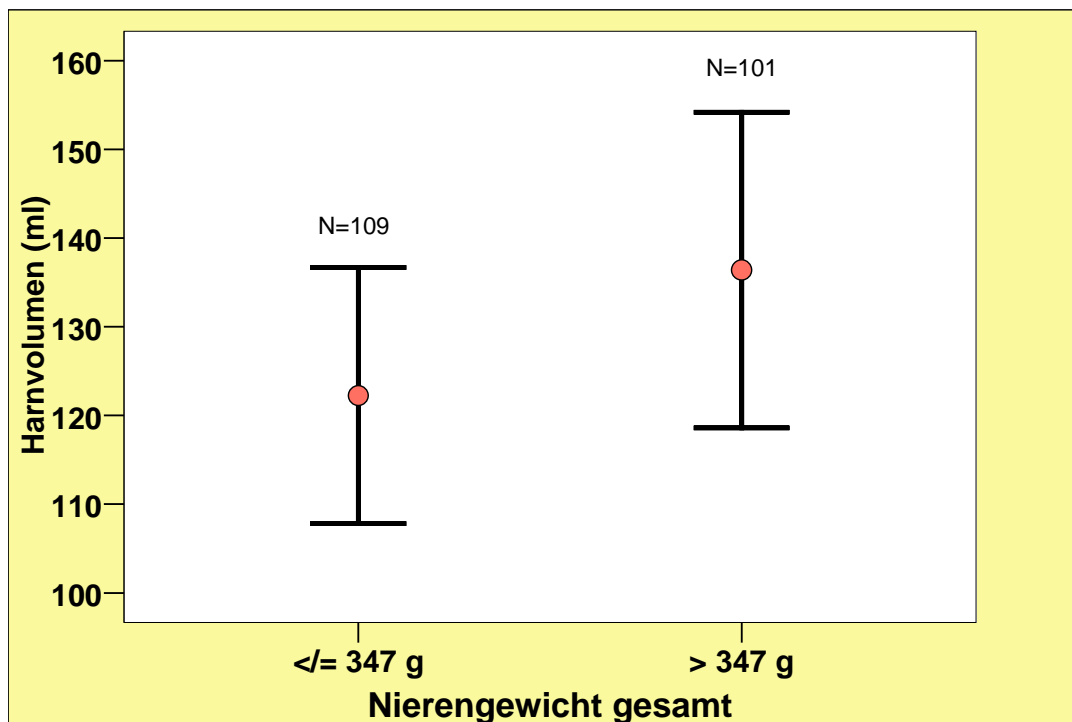 160
N=101
150
N=109
140
130
120
110
100
Harnvolumen (ml)
</= 347 g
> 347 g
Nierengewicht gesamt